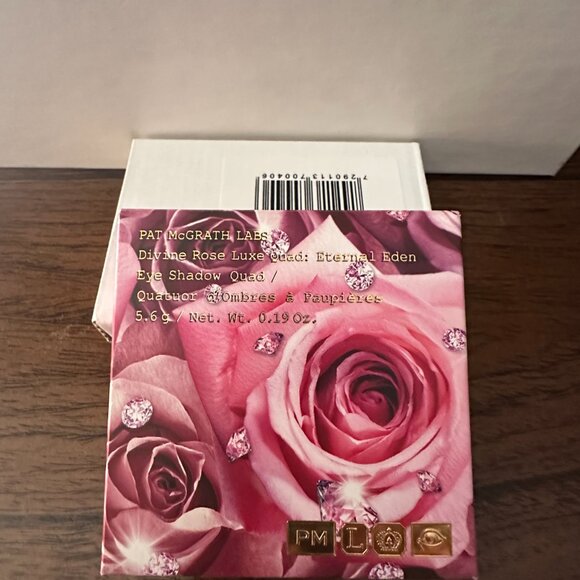 7 290113 700406
PAT McGRATH LABS
Divine Rose Luxe Quad: Eternal Eden
Eye Shadow Quad /
Quatuor d'Ombres à Paupières
5.6 g / Net. Wt. 0.19 Oz.
PM L